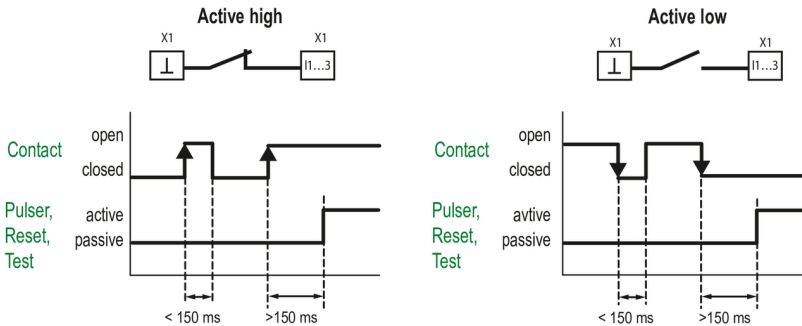 Active high
X1
X1
⊥
I1...3
Contact
open
closed
Pulser,
Reset,
Test
active
passive
< 150 ms
>150 ms
Active low
X1
X1
⊥
I1...3
Contact
open
closed
Pulser,
Reset,
Test
avtive
passive
< 150 ms
>150 ms